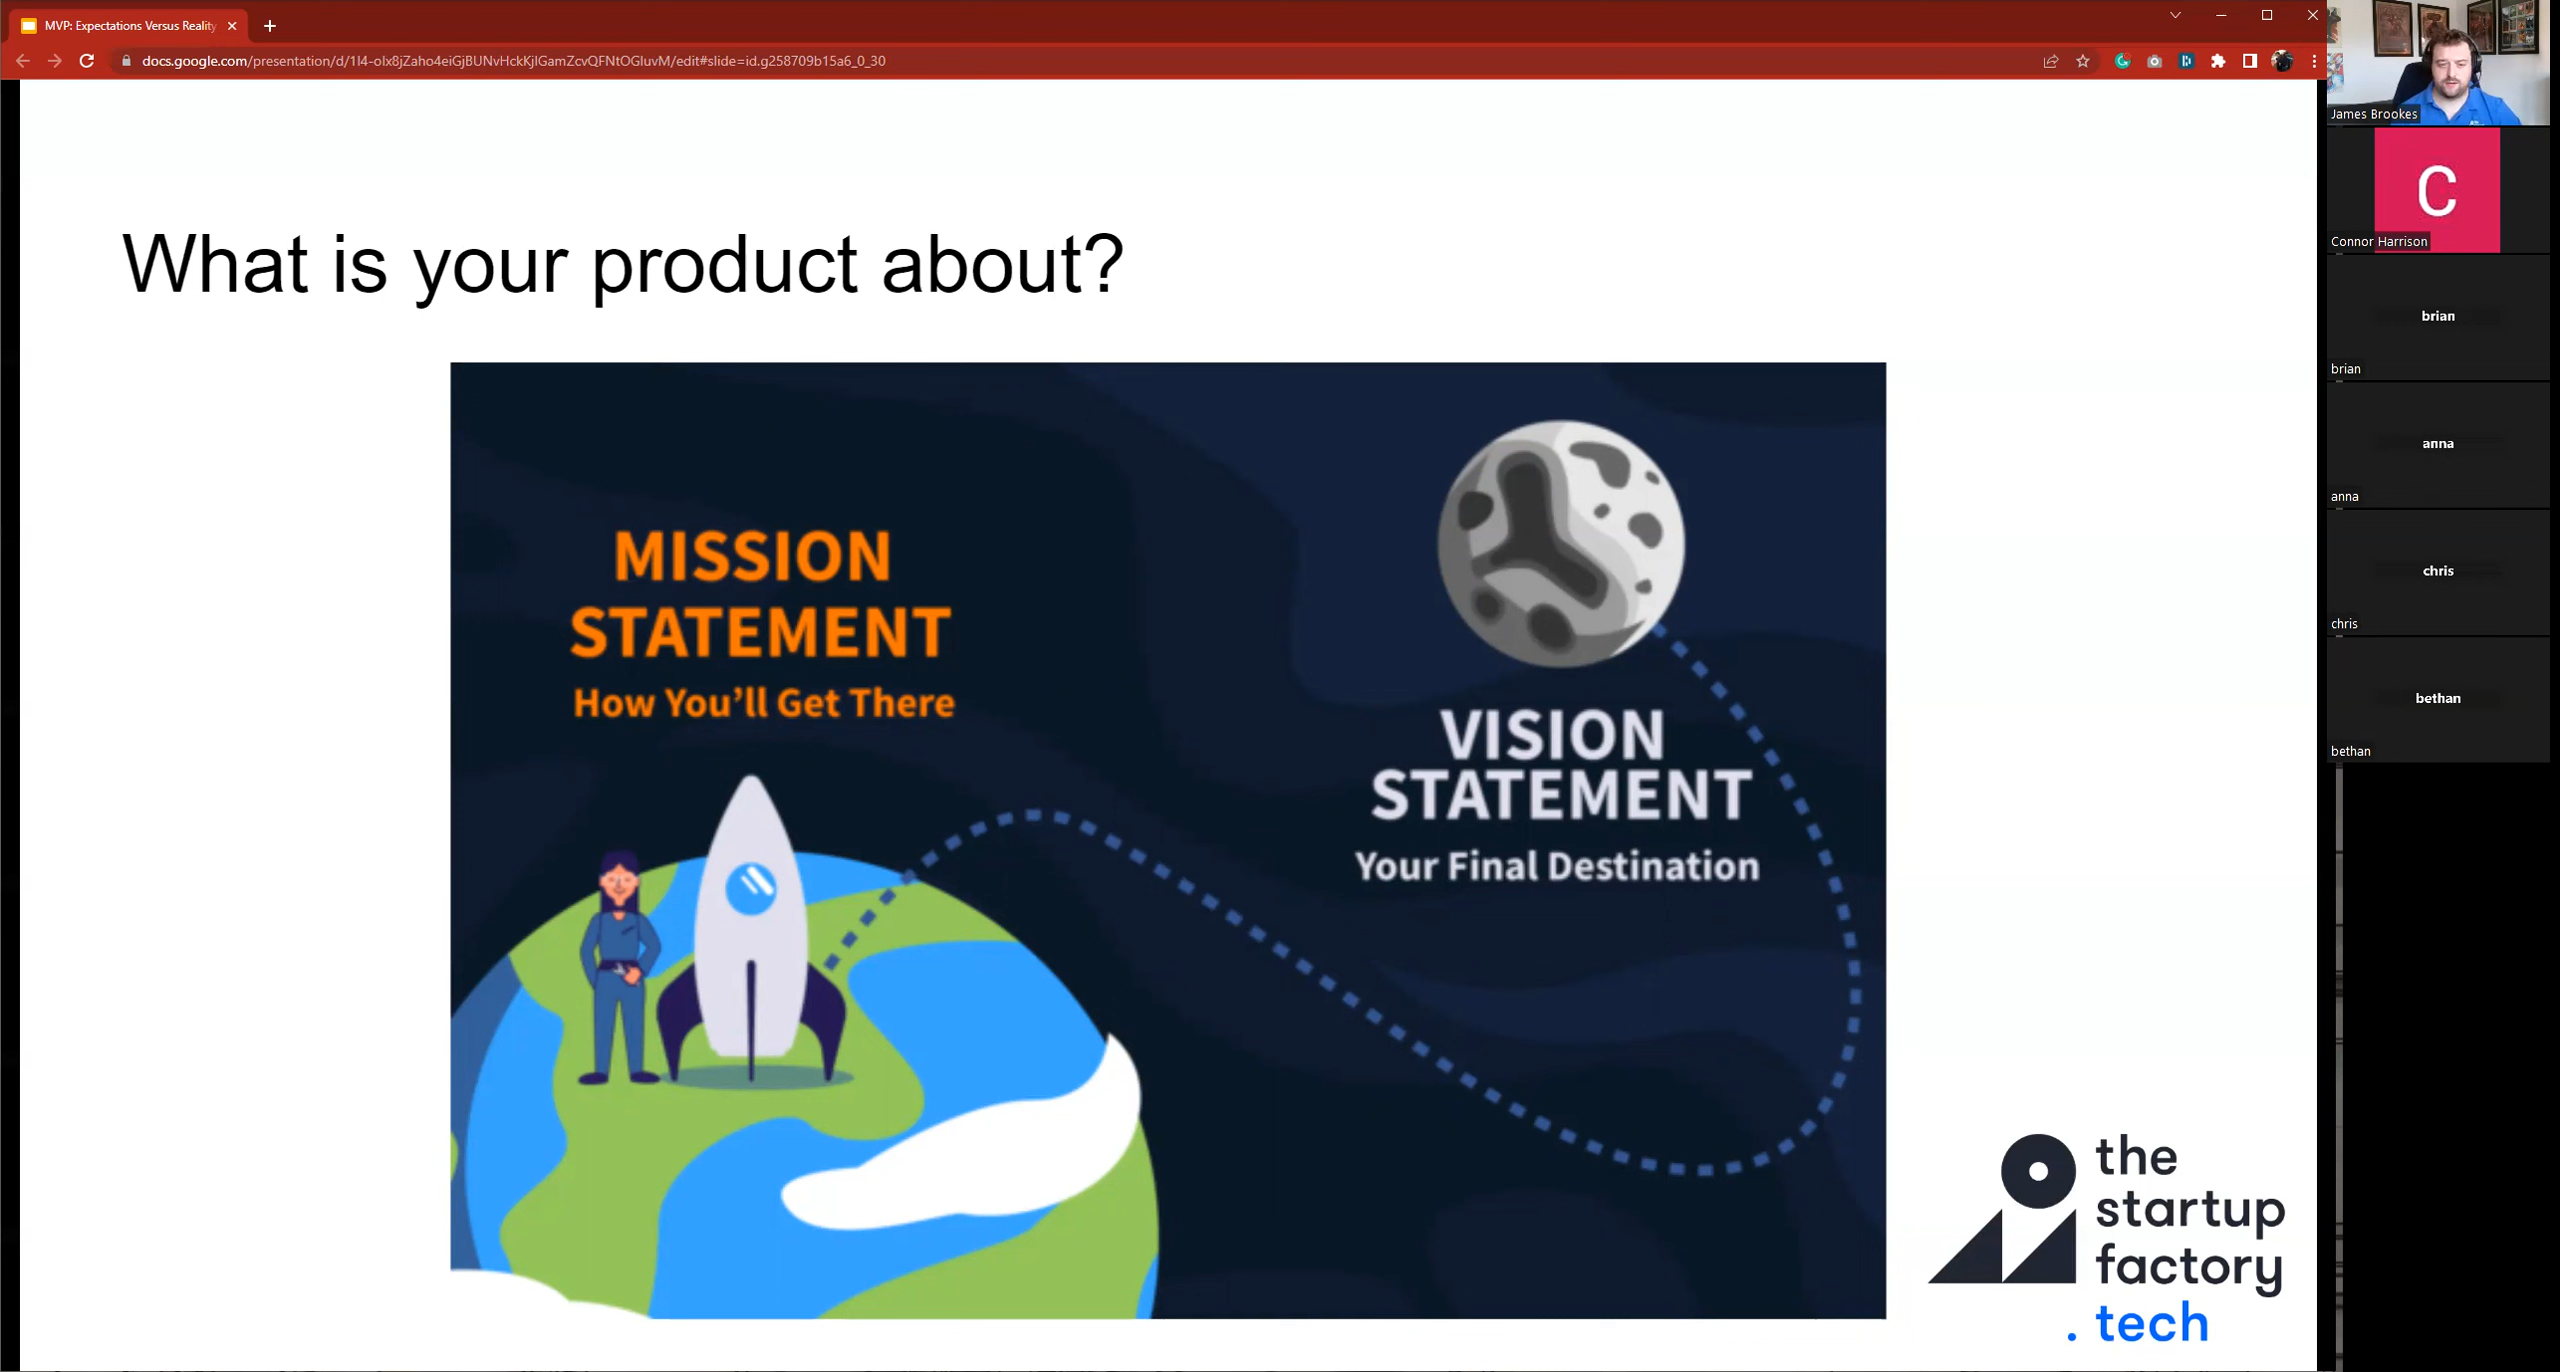 MVP: Expectations Versus Reality
docs.google.com/presentation/d/1I4-olx8jZaho4eiGjBUNvHckKjIGamZcvQFNtOGluvM/edit#slide=id.g258709b15a6_0_30
What is your product about?
MISSION
STATEMENT
How You'll Get There
VISION
STATEMENT
Your Final Destination
the
startup
factory
. tech
James Brookes
C
Connor Harrison
brian
brian
anna
anna
chris
chris
bethan
bethan